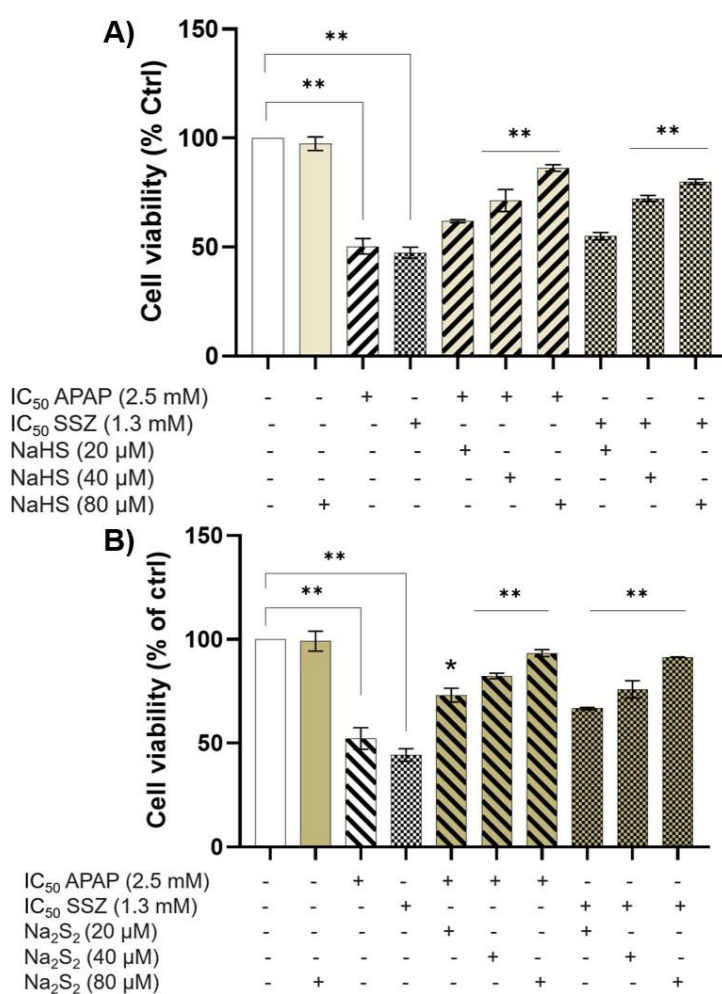 A)
Cell viability (% Ctrl)
150
100
50
0
** ** ** **
IC₅₀ APAP (2.5 mM) - - + - + + + - - -
IC₅₀ SSZ (1.3 mM) - - - + - - - + + +
NaHS (20 µM) - - - - + - - + - -
NaHS (40 µM) - - - - - + - - + -
NaHS (80 µM) - + - - - - + - - +
B)
Cell viability (% of ctrl)
150
100
50
0
** ** * ** **
IC₅₀ APAP (2.5 mM) - - + - + + + - - -
IC₅₀ SSZ (1.3 mM) - - - + - - - + + +
Na₂S₂ (20 µM) - - - - + - - + - -
Na₂S₂ (40 µM) - - - - - + - - + -
Na₂S₂ (80 µM) - + - - - - + - - +